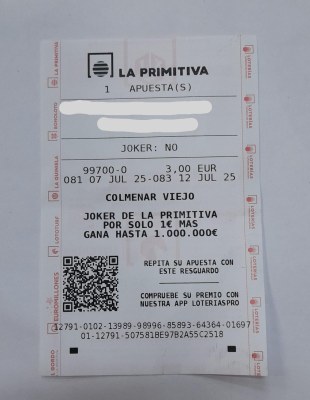 LA PRIMITIVA
1 APUESTA(S)
JOKER: NO
99700-0 3,00 EUR
081 07 JUL 25-083 12 JUL 25
COLMENAR VIEJO
JOKER DE LA PRIMITIVA
POR SOLO 1€ MAS
GANA HASTA 1.000.000€
REPITA SU APUESTA CON
ESTE RESGUARDO
COMPRUEBE SU PREMIO CON
NUESTRA APP LOTERIASPRO
12791-0102-13989-98996-85893-64364-01697
01-12791-507581BE97B2A55C2518
EUROMILLONES